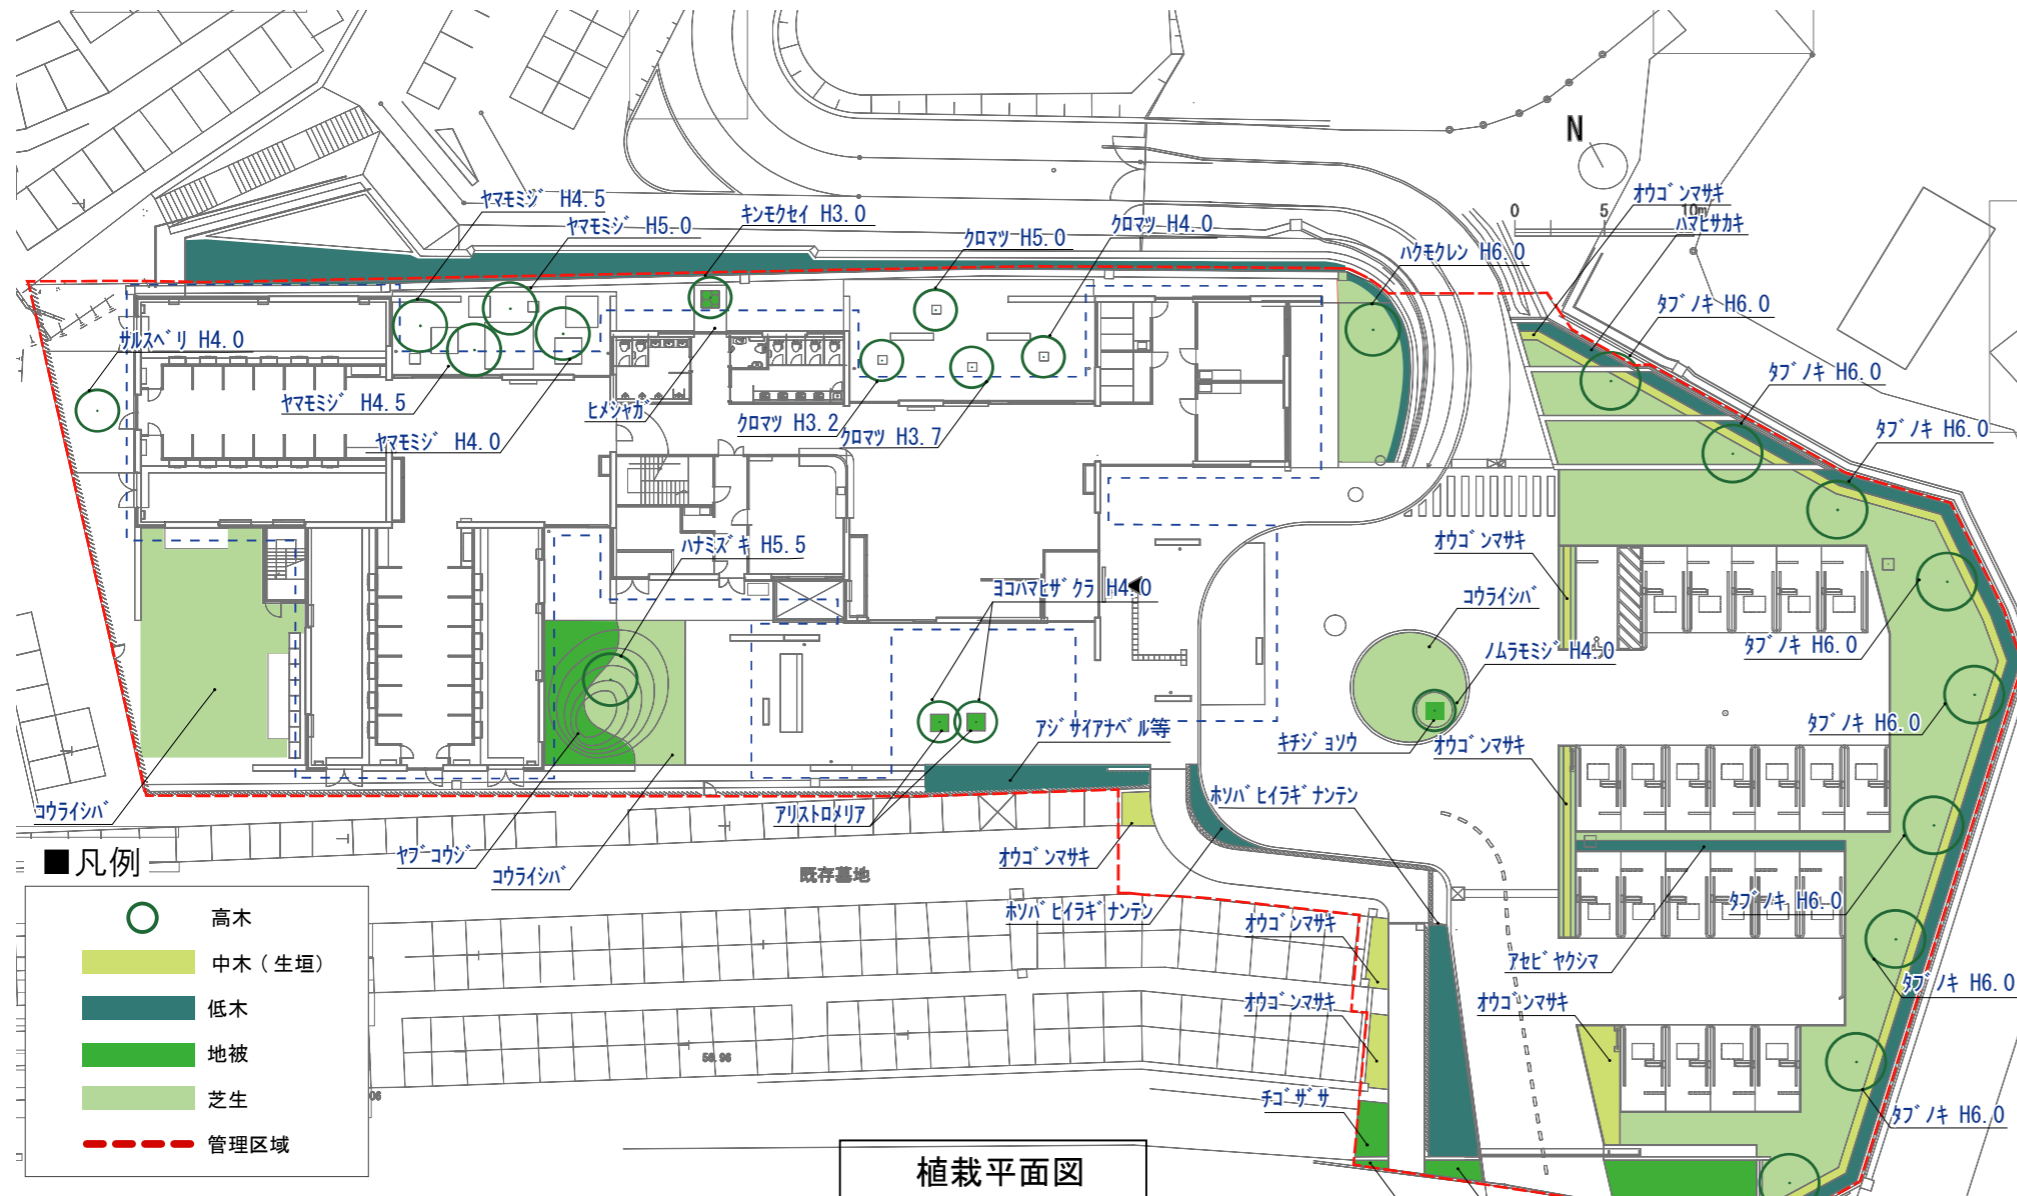 N
0
5
10m
オウゴンマサキ
ヤマモミジ H4.5
ヤマモミジ H5.0
キンモクセイ H3.0
クロマツ H5.0
クロマツ H4.0
ハクモクレン H6.0
ハマヒサカキ
タブノキ H6.0
サルスベリ H4.0
ヤマモミジ H4.5
ヤマモミジ H4.0
ヒメシャガ
クロマツ H3.2
クロマツ H3.7
タブノキ H6.0
タブノキ H6.0
ハナミズキ H5.5
ヨコハマヒザクラ H4.0
オウゴンマサキ
コウライシバ
ノムラモミジ H4.0
タブノキ H6.0
タブノキ H6.0
アジサイアナベル等
キチジョソウ
オウゴンマサキ
コウライシバ
アリストロメリア
ホソバヒイラギナンテン
ヤブコウジ
コウライシバ
オウゴンマサキ
既存墓地
ホソバヒイラギナンテン
オウゴンマサキ
タブノキ H6.0
アセビヤクシマ
タブノキ H6.0
オウゴンマサキ
オウゴンマサキ
チゴザサ
タブノキ H6.0
56.96
■凡例
高木
中木（生垣）
低木
地被
芝生
管理区域
植栽平面図